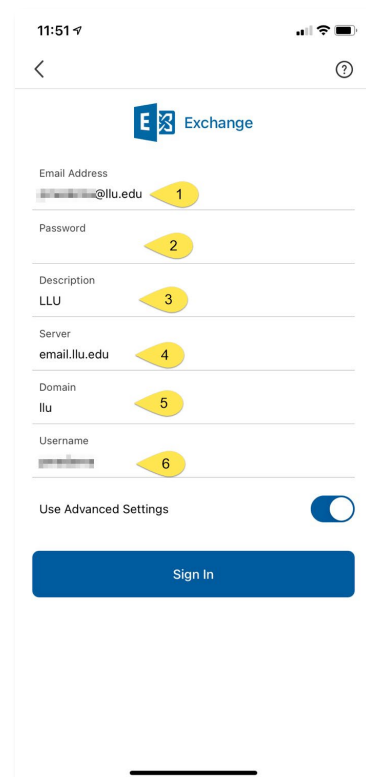 11:51
Exchange
Email Address
@llu.edu 1
Password
2
Description
LLU 3
Server
email.llu.edu 4
Domain
llu 5
Username
6
Use Advanced Settings
Sign In